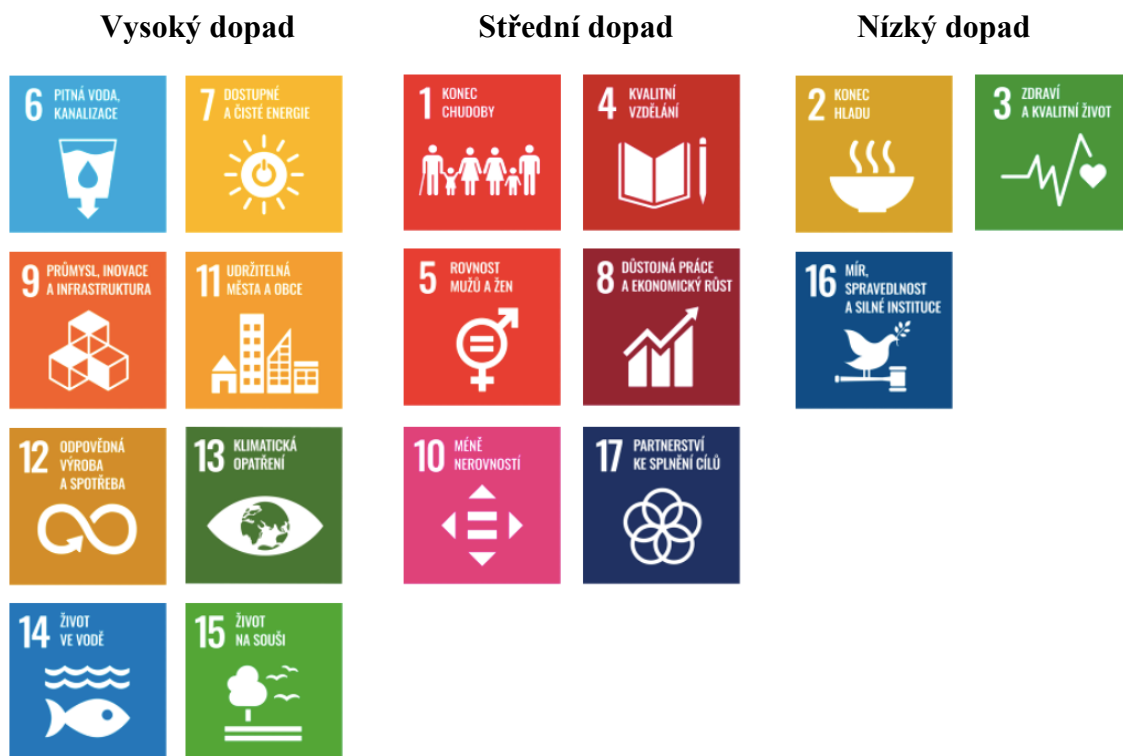 Vysoký dopad
Střední dopad
Nízký dopad
6 PITNÁ VODA,
KANALIZACE
7 DOSTUPNÉ
A ČISTÉ ENERGIE
9 PRŮMYSL, INOVACE
A INFRASTRUKTURA
11 UDRŽITELNÁ
MĚSTA A OBCE
12 ODPOVĚDNÁ
VÝROBA
A SPOTŘEBA
13 KLIMATICKÁ
OPATŘENÍ
14 ŽIVOT
VE VODĚ
15 ŽIVOT
NA SOUŠI
1 KONEC
CHUDOBY
4 KVALITNÍ
VZDĚLÁNÍ
5 ROVNOST
MUŽŮ A ŽEN
8 DŮSTOJNÁ PRÁCE
A EKONOMICKÝ RŮST
10 MÉNĚ
NEROVNOSTÍ
17 PARTNERSTVÍ
KE SPLNĚNÍ CÍLŮ
2 KONEC
HLADU
3 ZDRAVÍ
A KVALITNÍ ŽIVOT
16 MÍR,
SPRAVEDLNOST
A SILNÉ INSTITUCE